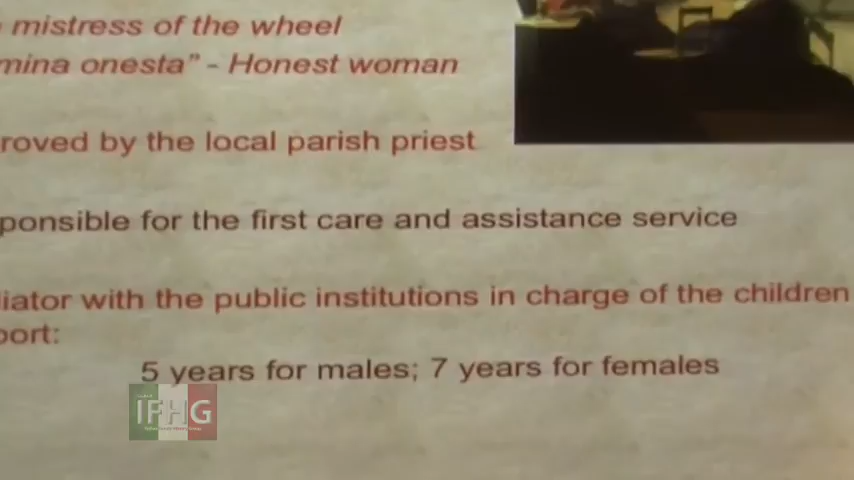 mistress of the wheel
mina onesta" - Honest woman
roved by the local parish priest
ponsible for the first care and assistance service
iator with the public institutions in charge of the children
port:
5 years for males; 7 years for females
IFHG